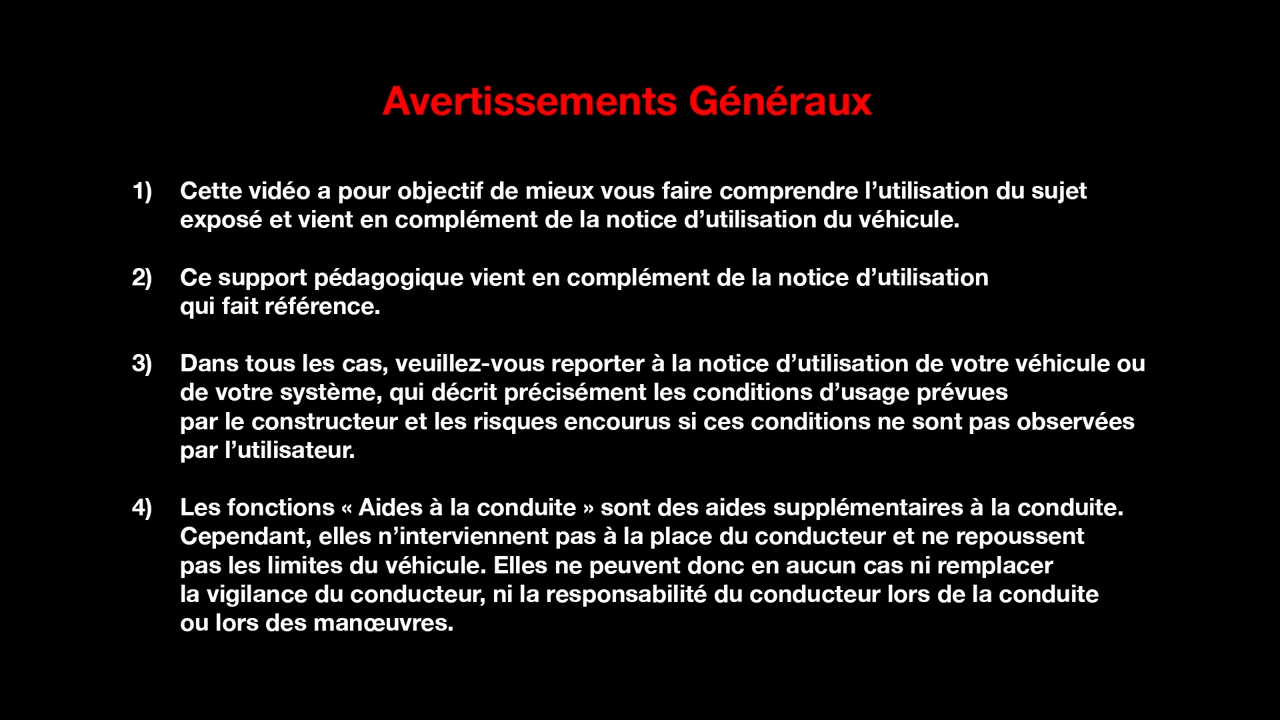 Avertissements Généraux
1) Cette vidéo a pour objectif de mieux vous faire comprendre l’utilisation du sujet
exposé et vient en complément de la notice d’utilisation du véhicule.
2) Ce support pédagogique vient en complément de la notice d’utilisation
qui fait référence.
3) Dans tous les cas, veuillez-vous reporter à la notice d’utilisation de votre véhicule ou
de votre système, qui décrit précisément les conditions d’usage prévues
par le constructeur et les risques encourus si ces conditions ne sont pas observées
par l’utilisateur.
4) Les fonctions « Aides à la conduite » sont des aides supplémentaires à la conduite.
Cependant, elles n’interviennent pas à la place du conducteur et ne repoussent
pas les limites du véhicule. Elles ne peuvent donc en aucun cas ni remplacer
la vigilance du conducteur, ni la responsabilité du conducteur lors de la conduite
ou lors des manœuvres.